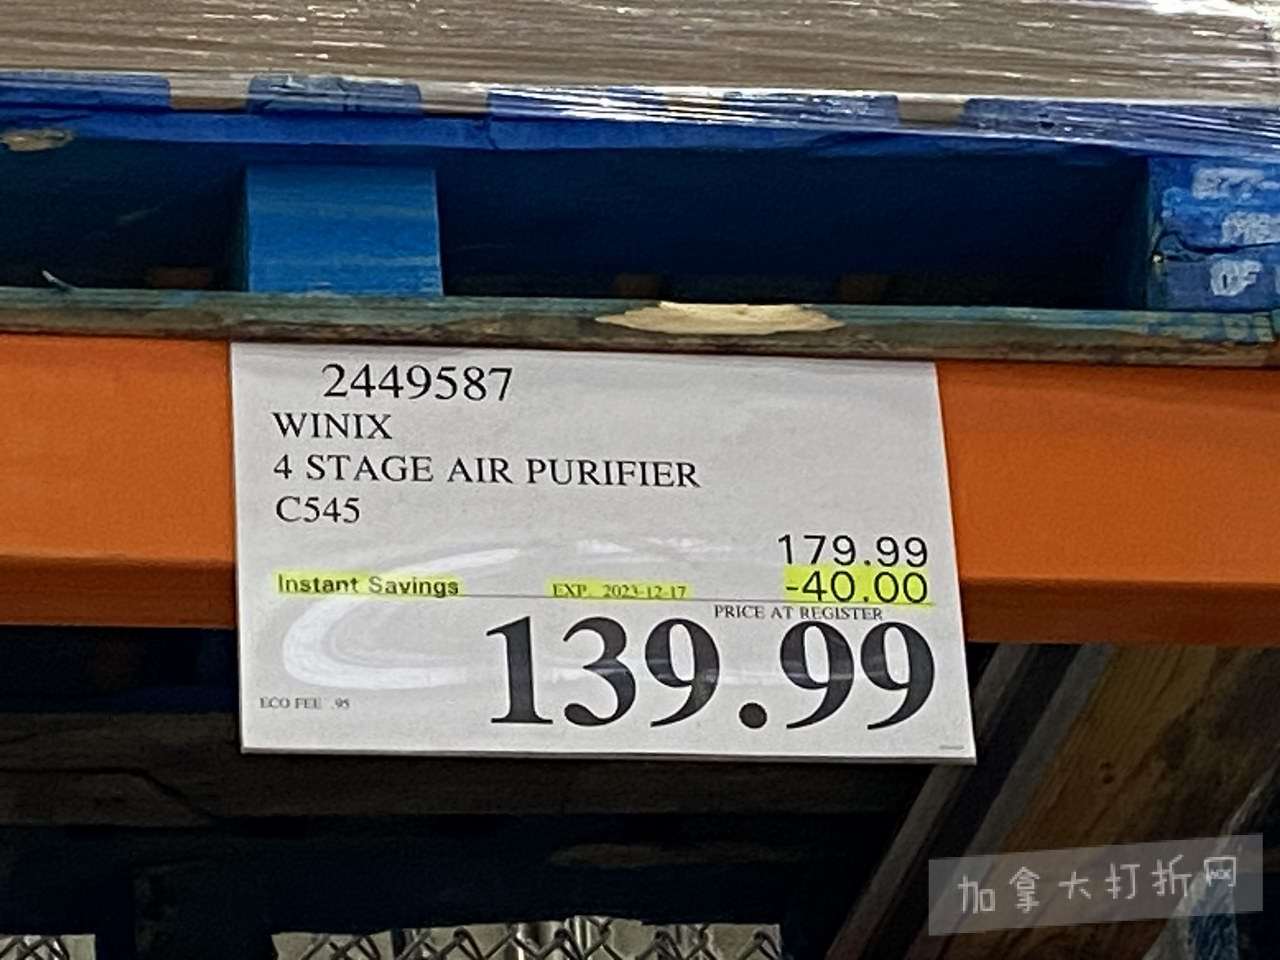 2449587
WINIX
4 STAGE AIR PURIFIER
C545
179.99
Instant Savings EXP. 2023-12-17 -40.00
PRICE AT REGISTER
139.99
ECO FEE .95
加拿大打折网